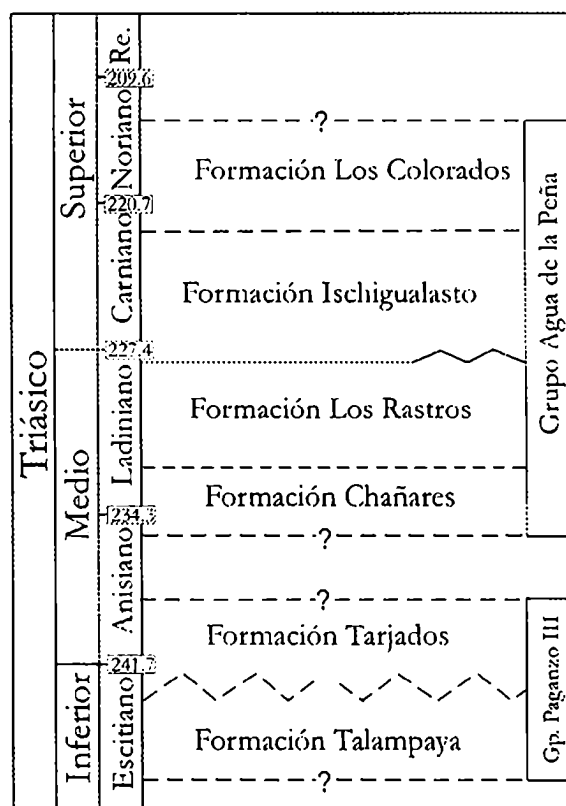 Triásico
Superior
Medio
Inferior
Re.
Noriano
Carniano
Ladiniano
Anisiano
Escitiano
209.6
220.7
227.4
234.3
241.7
?
Formación Los Colorados
Formación Ischigualasto
Formación Los Rastros
Formación Chañares
?
?
Formación Tarjados
Formación Talampaya
?
Grupo Agua de la Peña
Gp. Paganzo III